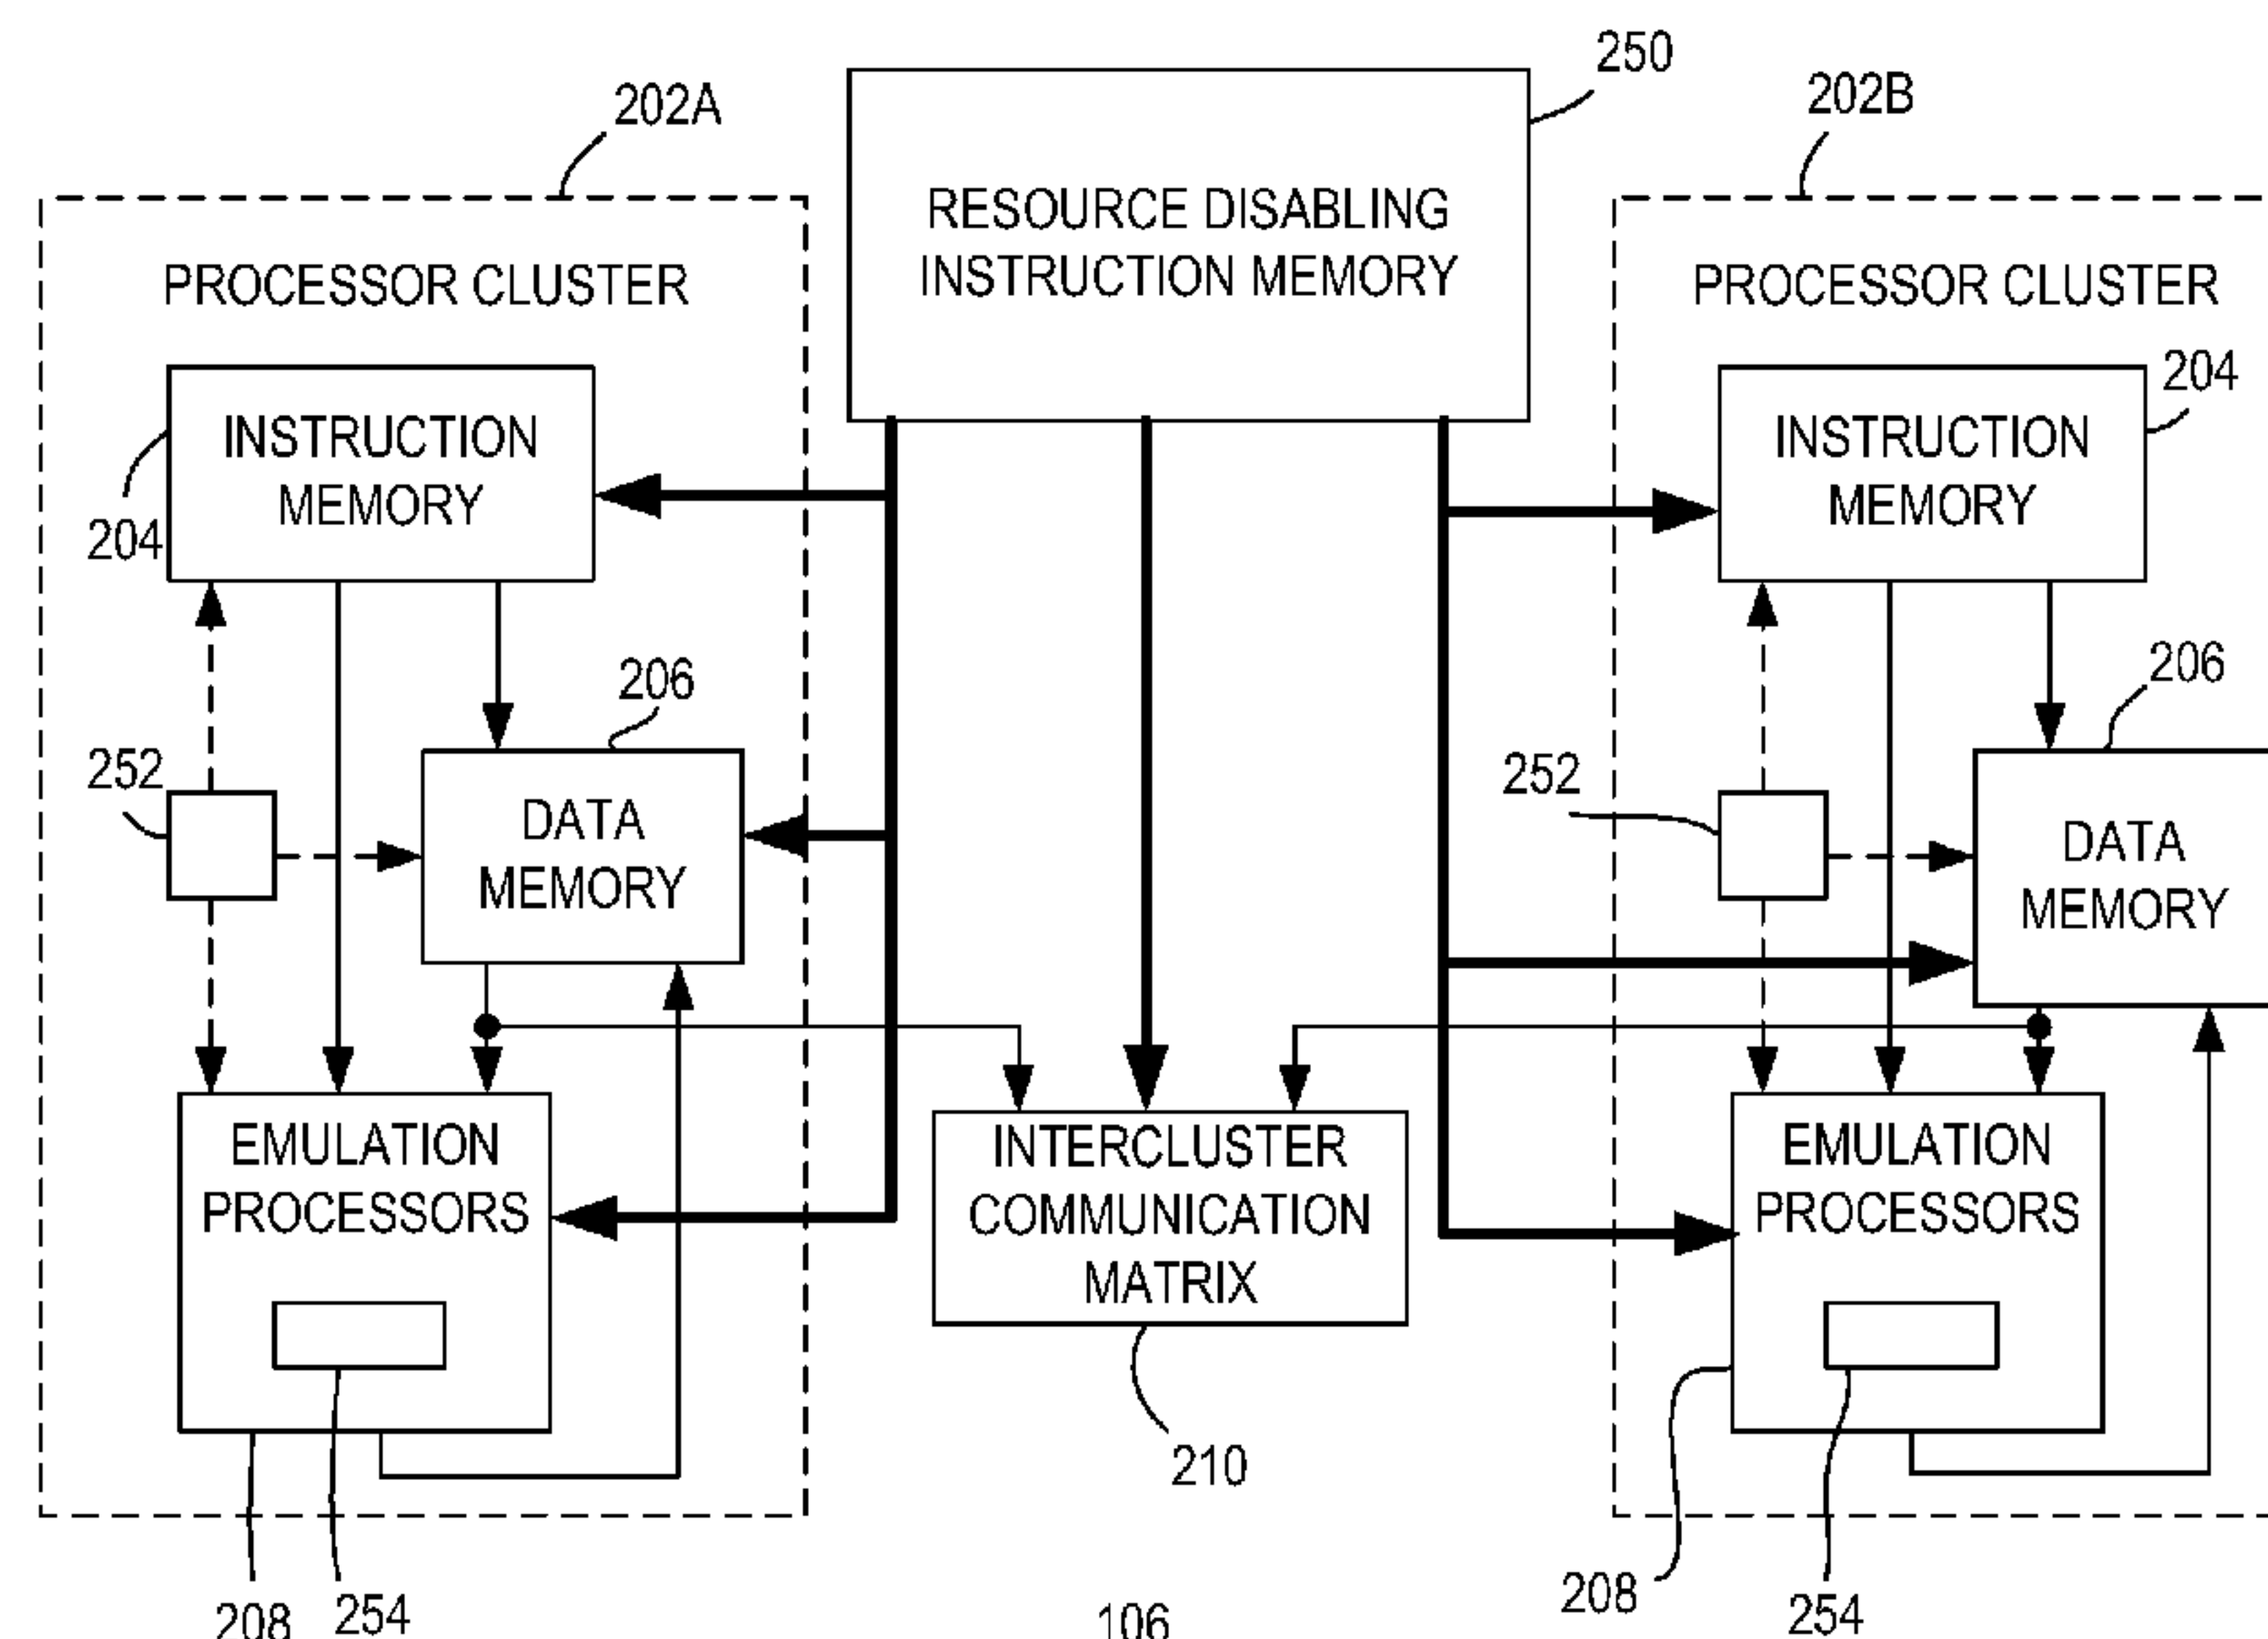 250
202A
202B
RESOURCE DISABLING
INSTRUCTION MEMORY
PROCESSOR CLUSTER
PROCESSOR CLUSTER
204
INSTRUCTION
MEMORY
INSTRUCTION
MEMORY
204
206
206
252
252
DATA
MEMORY
DATA
MEMORY
EMULATION
PROCESSORS
INTERCLUSTER
COMMUNICATION
MATRIX
EMULATION
PROCESSORS
210
208
254
106
208
254